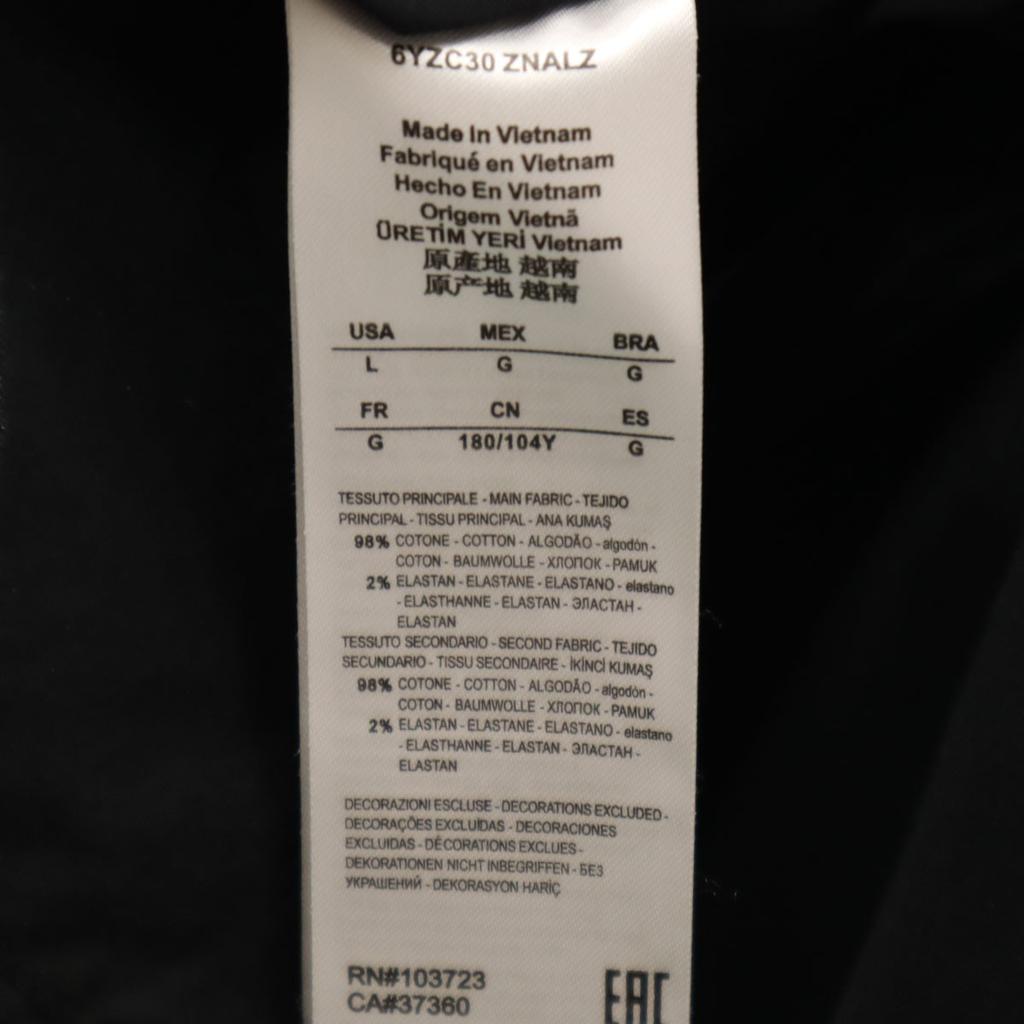 6YZC30 ZNALZ
Made In Vietnam
Fabriqué en Vietnam
Hecho En Vietnam
Origem Vietnã
ÜRETİM YERİ Vietnam
原產地 越南
原产地 越南
USA MEX BRA
L G G
FR CN ES
G 180/104Y G
TESSUTO PRINCIPALE - MAIN FABRIC - TEJIDO
PRINCIPAL - TISSU PRINCIPAL - ANA KUMAŞ
98% COTONE - COTTON - ALGODÃO - algodón -
COTON - BAUMWOLLE - ХЛОПОК - PAMUK
2% ELASTAN - ELASTANE - ELASTANO - elastano
- ELASTHANNE - ELASTAN - ЭЛАСТАН -
ELASTAN
TESSUTO SECONDARIO - SECOND FABRIC - TEJIDO
SECUNDARIO - TISSU SECONDAIRE - İKİNCİ KUMAŞ
98% COTONE - COTTON - ALGODÃO - algodón -
COTON - BAUMWOLLE - ХЛОПОК - PAMUK
2% ELASTAN - ELASTANE - ELASTANO - elastano
- ELASTHANNE - ELASTAN - ЭЛАСТАН -
ELASTAN
DECORAZIONI ESCLUSE - DECORATIONS EXCLUDED -
DECORAÇÕES EXCLUÍDAS - DECORACIONES
EXCLUIDAS - DÉCORATIONS EXCLUES -
DEKORATIONEN NICHT INBEGRIFFEN - БЕЗ
УКРАШЕНИЙ - DEKORASYON HARİÇ
RN#103723
CA#37360
EAC